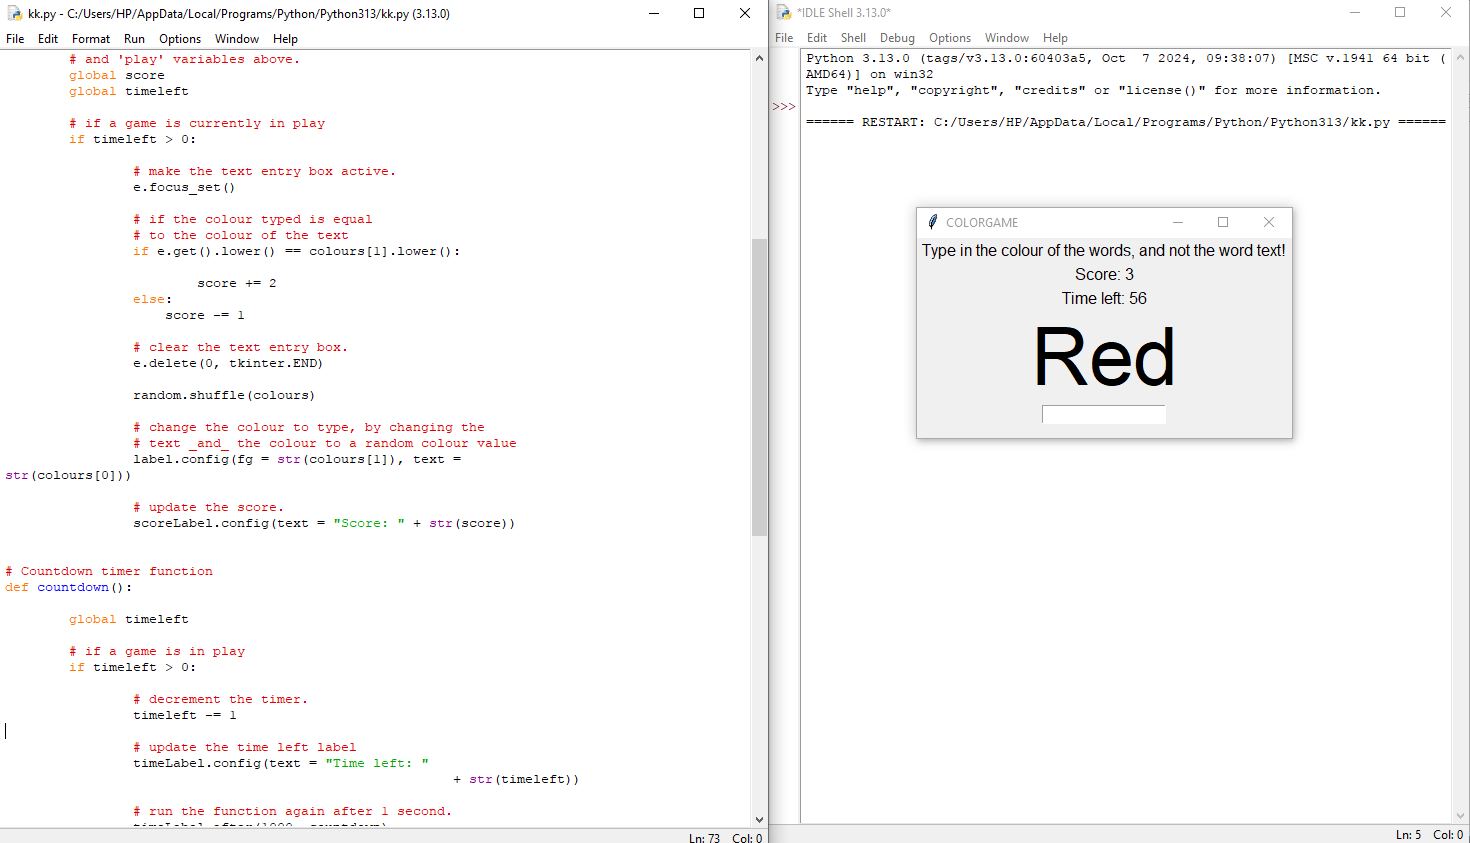 kk.py - C:/Users/HP/AppData/Local/Programs/Python/Python313/kk.py (3.13.0)
File Edit Format Run Options Window Help
# and 'play' variables above.
global score
global timeleft
# if a game is currently in play
if timeleft > 0:
# make the text entry box active.
e.focus_set()
# if the colour typed is equal
# to the colour of the text
if e.get().lower() == colours[1].lower():
score += 2
else:
score -= 1
# clear the text entry box.
e.delete(0, tkinter.END)
random.shuffle(colours)
# change the colour to type, by changing the
# text _and_ the colour to a random colour value
label.config(fg = str(colours[1]), text =
str(colours[0]))
# update the score.
scoreLabel.config(text = "Score: " + str(score))
# Countdown timer function
def countdown():
global timeleft
# if a game is in play
if timeleft > 0:
# decrement the timer.
timeleft -= 1
# update the time left label
timeLabel.config(text = "Time left: "
+ str(timeleft))
# run the function again after 1 second.
timeLabel.after(1000, countdown)
Ln: 73 Col: 0
*IDLE Shell 3.13.0*
File Edit Shell Debug Options Window Help
Python 3.13.0 (tags/v3.13.0:60403a5, Oct  7 2024, 09:38:07) [MSC v.1941 64 bit (
AMD64)] on win32
Type "help", "copyright", "credits" or "license()" for more information.
>>>
====== RESTART: C:/Users/HP/AppData/Local/Programs/Python/Python313/kk.py ======
COLORGAME
Type in the colour of the words, and not the word text!
Score: 3
Time left: 56
Red
Ln: 5 Col: 0